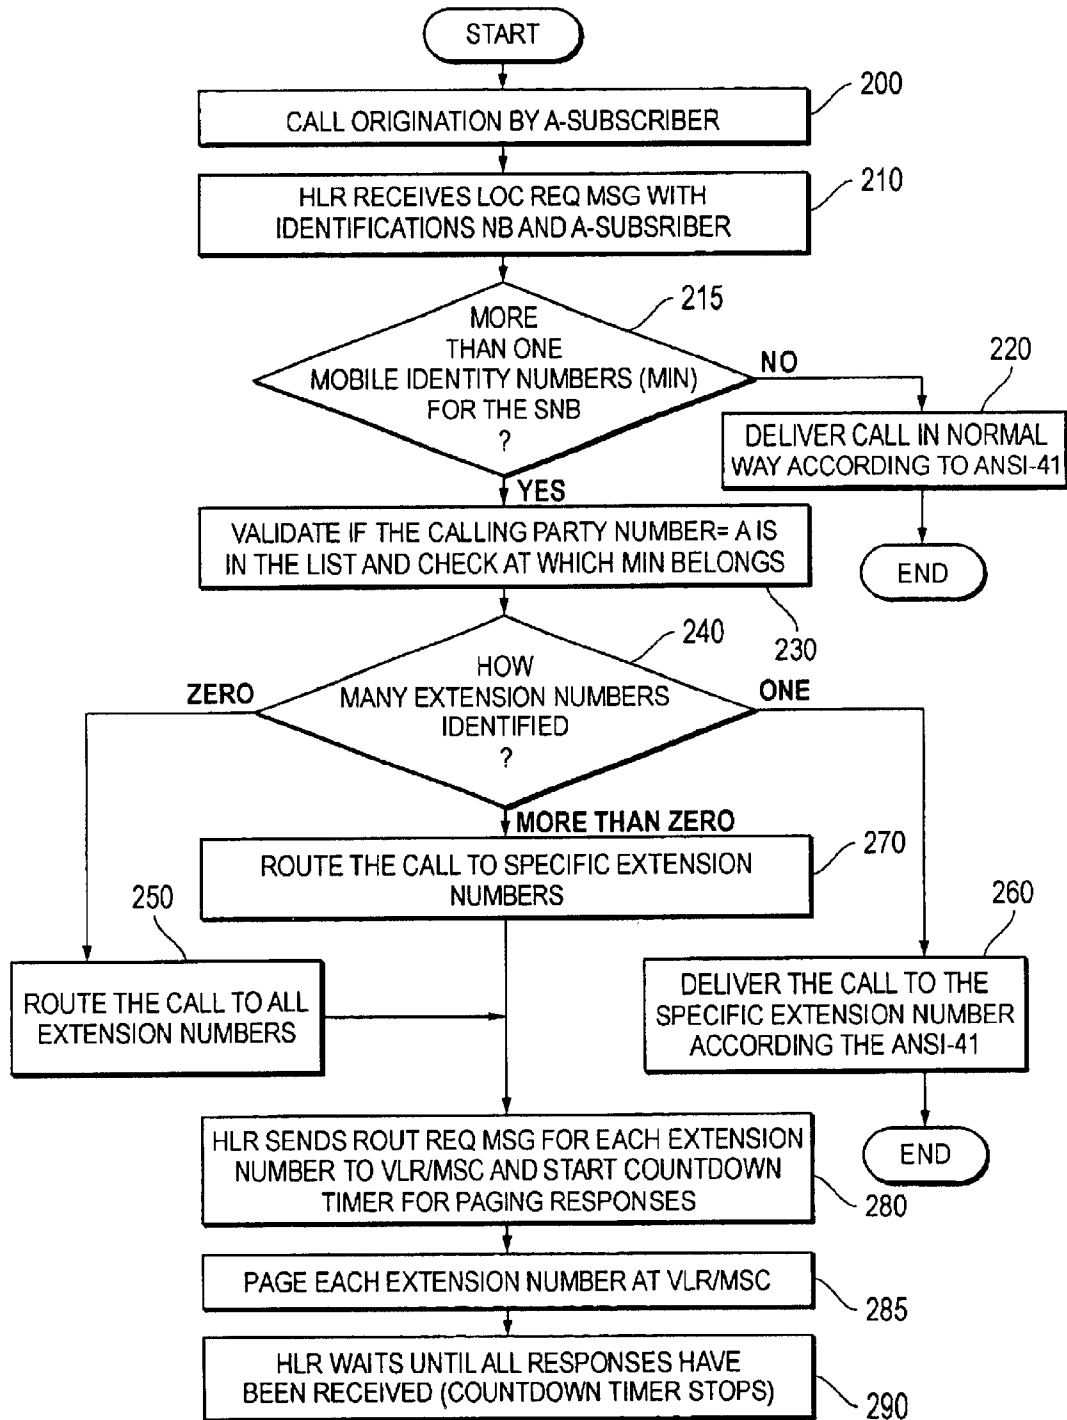 START
200
CALL ORIGINATION BY A-SUBSCRIBER
210
HLR RECEIVES LOC REQ MSG WITH
IDENTIFICATIONS NB AND A-SUBSRIBER
215
MORE
THAN ONE
MOBILE IDENTITY NUMBERS (MIN)
FOR THE SNB
?
NO
220
DELIVER CALL IN NORMAL
WAY ACCORDING TO ANSI-41
END
YES
VALIDATE IF THE CALLING PARTY NUMBER= A IS
IN THE LIST AND CHECK AT WHICH MIN BELONGS
230
240
HOW
MANY EXTENSION NUMBERS
IDENTIFIED
?
ZERO
ONE
MORE THAN ZERO
270
ROUTE THE CALL TO SPECIFIC EXTENSION
NUMBERS
250
ROUTE THE CALL TO ALL
EXTENSION NUMBERS
260
DELIVER THE CALL TO THE
SPECIFIC EXTENSION NUMBER
ACCORDING THE ANSI-41
END
HLR SENDS ROUT REQ MSG FOR EACH EXTENSION
NUMBER TO VLR/MSC AND START COUNTDOWN
TIMER FOR PAGING RESPONSES
280
PAGE EACH EXTENSION NUMBER AT VLR/MSC
285
HLR WAITS UNTIL ALL RESPONSES HAVE
BEEN RECEIVED (COUNTDOWN TIMER STOPS)
290